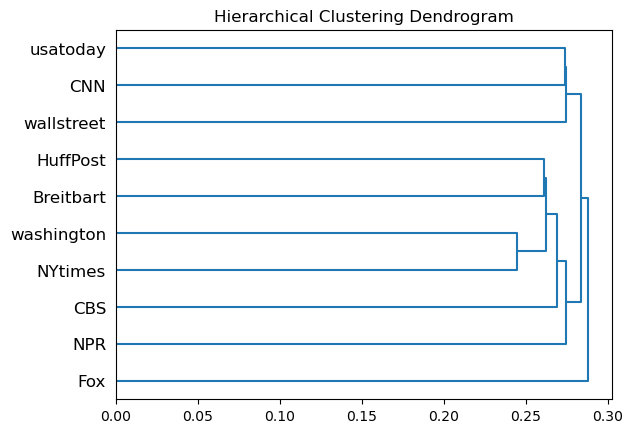 Hierarchical Clustering Dendrogram
usatoday
CNN
wallstreet
HuffPost
Breitbart
washington
NYtimes
CBS
NPR
Fox
0.00 0.05 0.10 0.15 0.20 0.25 0.30